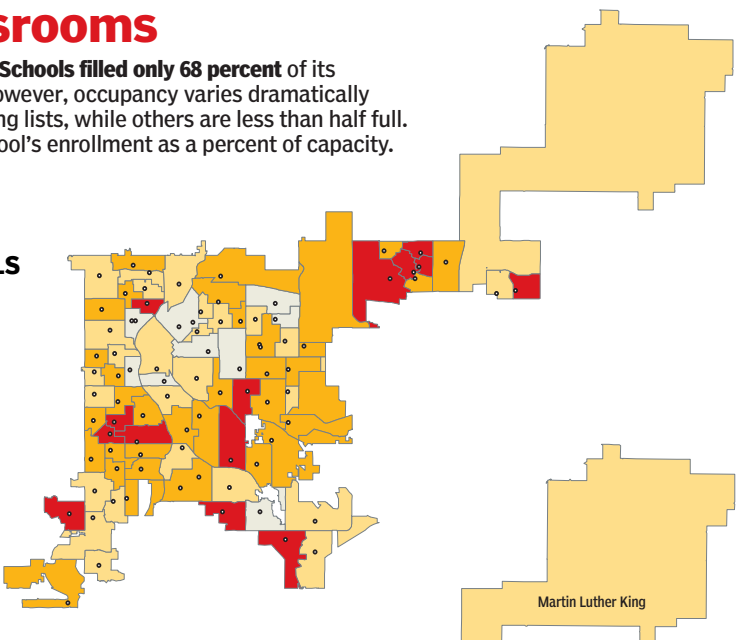 srooms
Schools filled only 68 percent of its
owever, occupancy varies dramatically
ng lists, while others are less than half full.
ool's enrollment as a percent of capacity.
LS
Martin Luther King